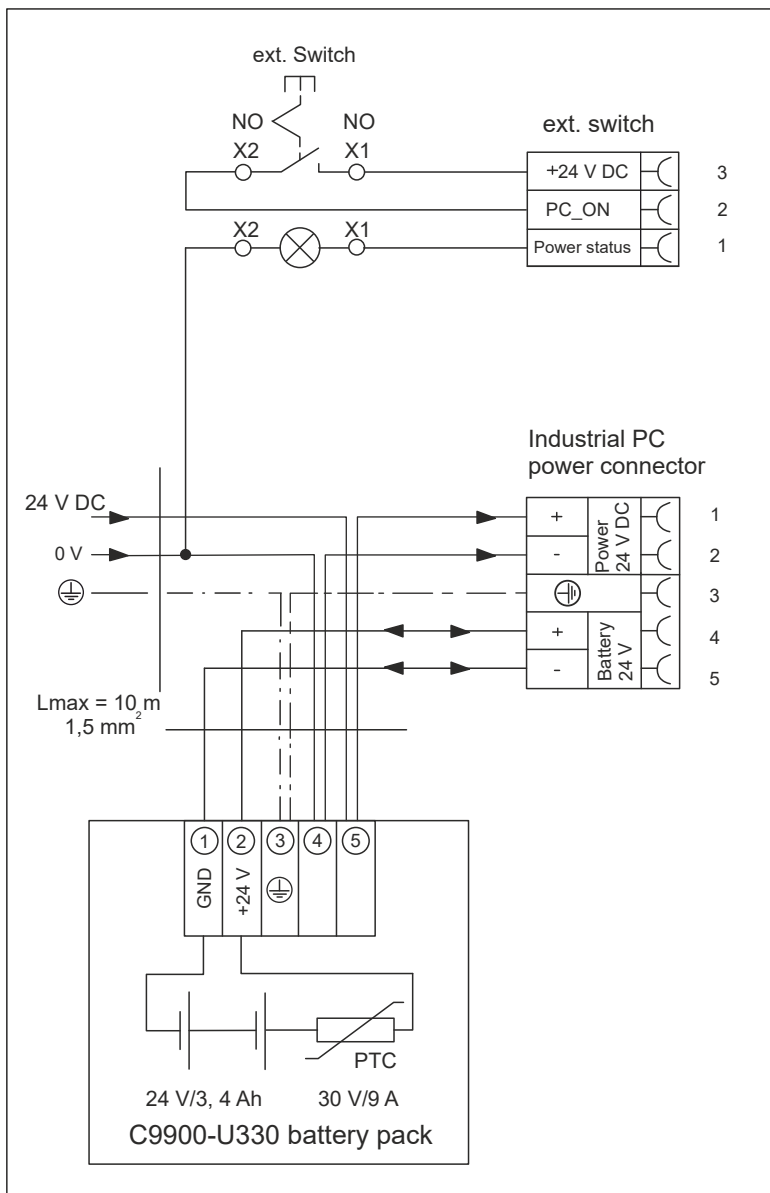 ext. Switch
NO
NO
ext. switch
X2
X1
+24 V DC
3
PC_ON
2
X2
X1
Power status
1
Industrial PC
power connector
24 V DC
+
Power
24 V DC
1
0 V
-
2
3
+
Battery
24 V
4
-
5
Lmax = 10 m
1,5 mm²
1
2
3
4
5
GND
+24 V
PTC
24 V/3, 4 Ah
30 V/9 A
C9900-U330 battery pack